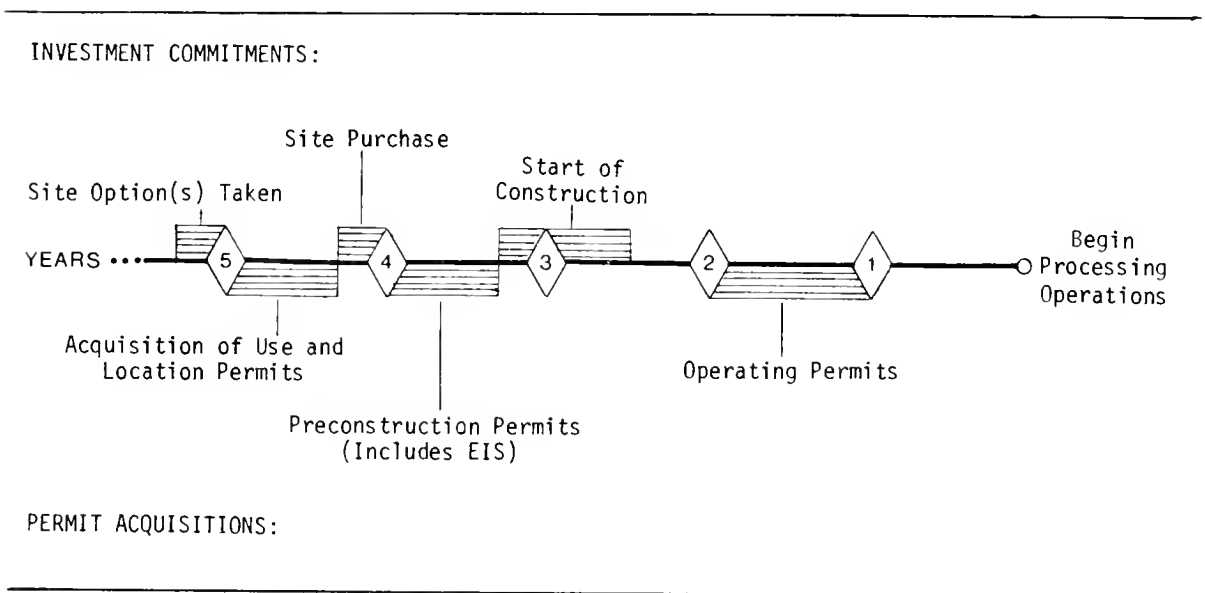 INVESTMENT COMMITMENTS:
Site Purchase
Start of
Construction
Site Option(s) Taken
YEARS •••
5
4
3
2
1
Begin
Processing
Operations
Acquisition of Use and
Location Permits
Operating Permits
Preconstruction Permits
(Includes EIS)
PERMIT ACQUISITIONS: